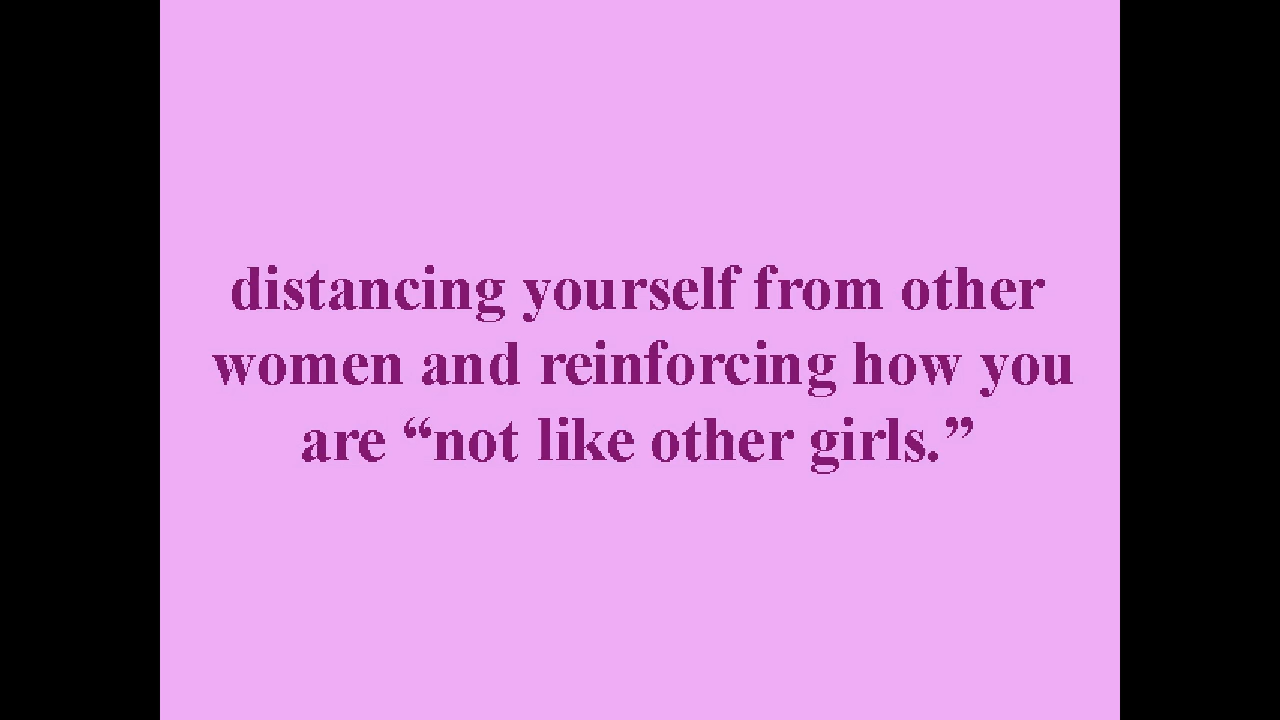 distancing yourself from other
women and reinforcing how you
are “not like other girls.”